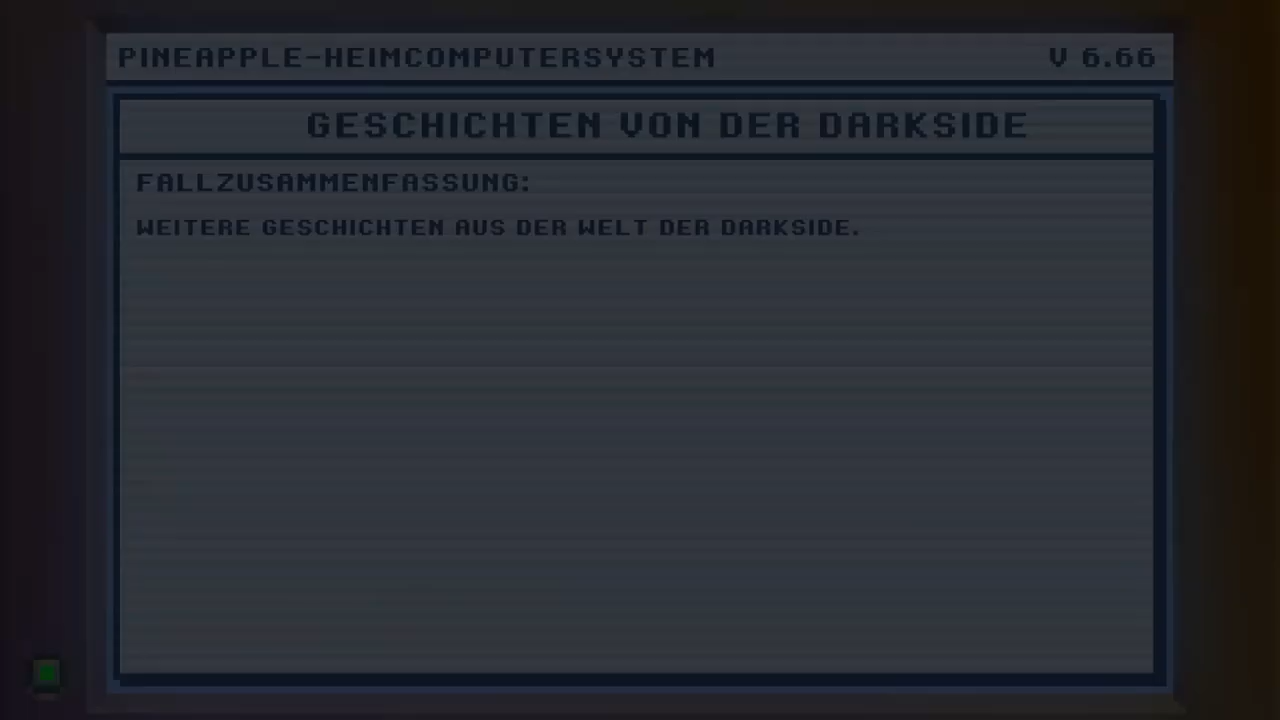 PINEAPPLE-HEIMCOMPUTERSYSTEM V 6.66
GESCHICHTEN VON DER DARKSIDE
FALLZUSAMMENFASSUNG:
WEITERE GESCHICHTEN AUS DER WELT DER DARKSIDE.